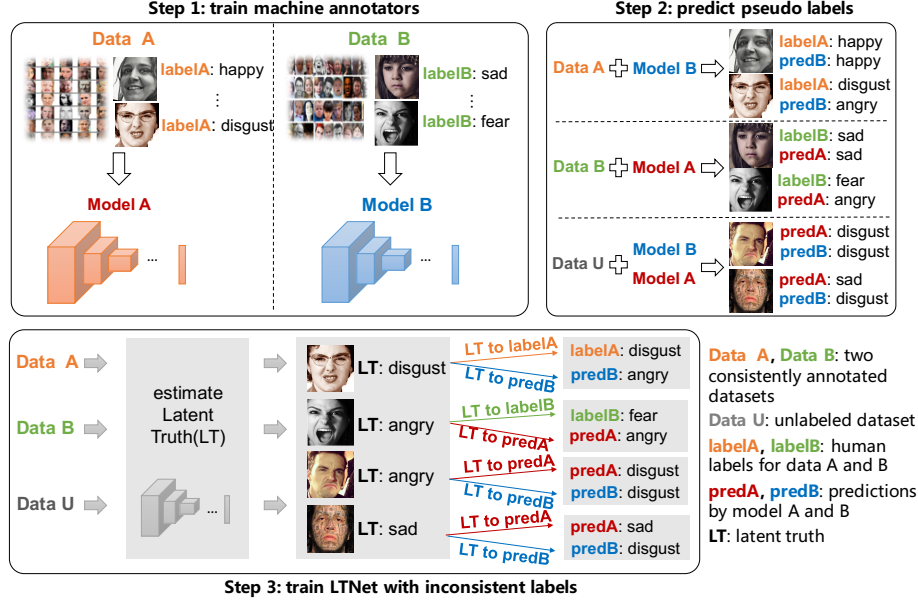 Step 1: train machine annotators
Data A
labelA: happy
⋮
labelA: disgust
Model A
...
Data B
labelB: sad
⋮
labelB: fear
Model B
...
Step 2: predict pseudo labels
Data A
Model B
labelA: happy
predB: happy
labelA: disgust
predB: angry
Data B
Model A
labelB: sad
predA: sad
labelB: fear
predA: angry
Data U
Model B
Model A
predA: disgust
predB: disgust
predA: sad
predB: disgust
Data A
Data B
Data U
estimate
Latent
Truth(LT)
...
LT: disgust
LT to labelA
LT to predB
labelA: disgust
predB: angry
LT: angry
LT to labelB
LT to predA
labelB: fear
predA: angry
LT: angry
LT to predA
LT to predB
predA: disgust
predB: disgust
LT: sad
LT to predA
LT to predB
predA: sad
predB: disgust
Step 3: train LTNet with inconsistent labels
Data A, Data B: two
consistently annotated
datasets
Data U: unlabeled dataset
labelA, labelB: human
labels for data A and B
predA, predB: predictions
by model A and B
LT: latent truth